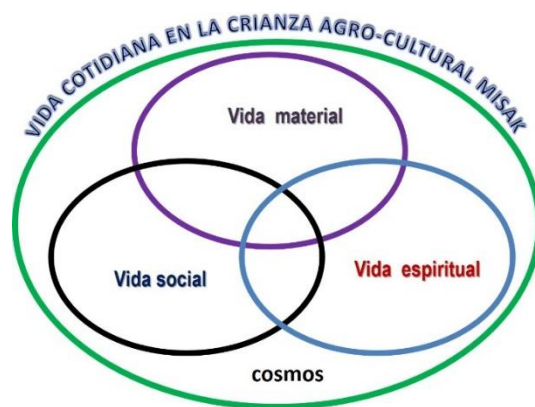 VIDA COTIDIANA EN LA CRIANZA AGRO-CULTURAL MISAK
Vida material
Vida social
Vida espiritual
cosmos